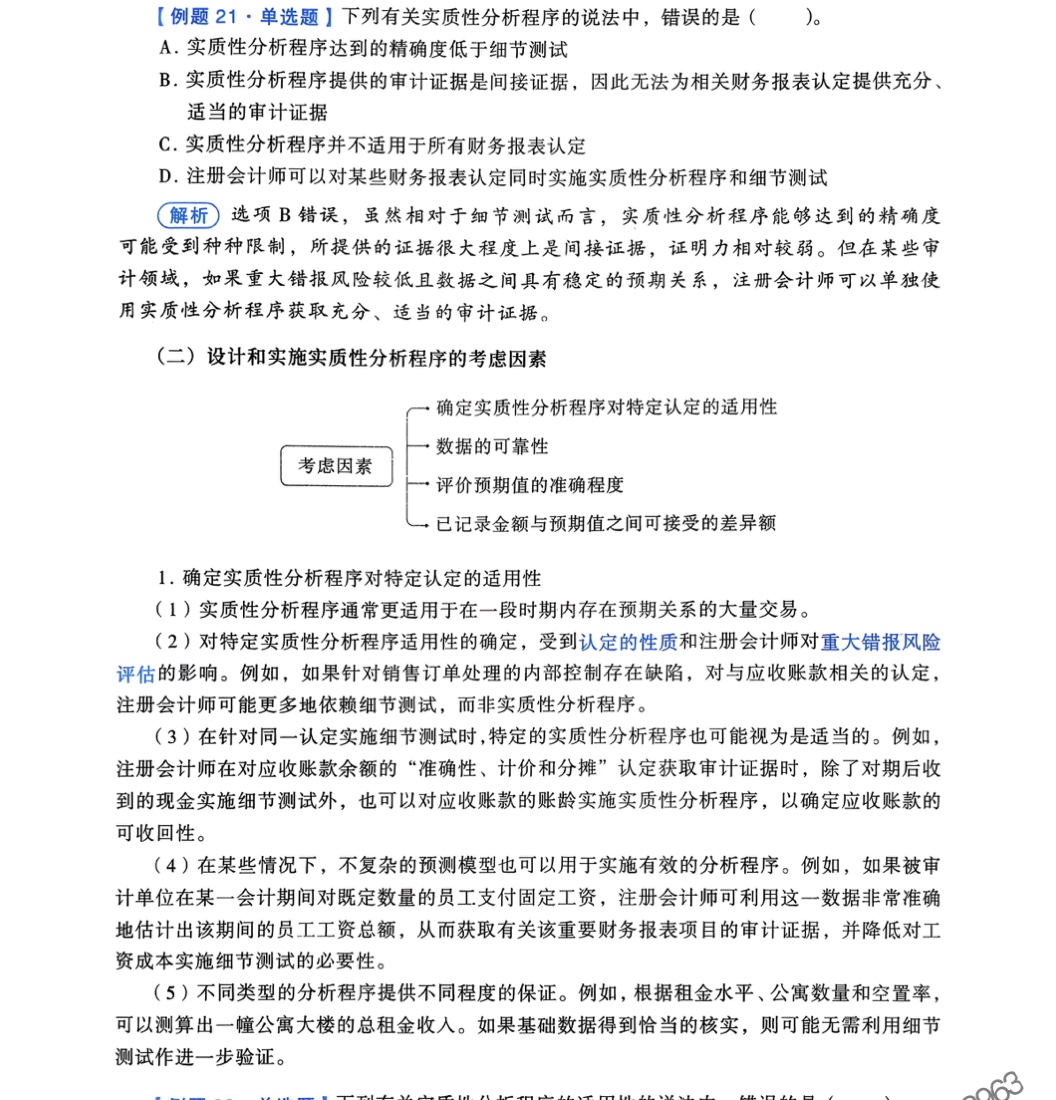 【例题 21·单选题】下列有关实质性分析程序的说法中，错误的是（　　）。
A. 实质性分析程序达到的精确度低于细节测试
B. 实质性分析程序提供的审计证据是间接证据，因此无法为相关财务报表认定提供充分、
适当的审计证据
C. 实质性分析程序并不适用于所有财务报表认定
D. 注册会计师可以对某些财务报表认定同时实施实质性分析程序和细节测试
解析 选项 B 错误，虽然相对于细节测试而言，实质性分析程序能够达到的精确度
可能受到种种限制，所提供的证据很大程度上是间接证据，证明力相对较弱。但在某些审
计领域，如果重大错报风险较低且数据之间具有稳定的预期关系，注册会计师可以单独使
用实质性分析程序获取充分、适当的审计证据。
（二）设计和实施实质性分析程序的考虑因素
考虑因素
确定实质性分析程序对特定认定的适用性
数据的可靠性
评价预期值的准确程度
已记录金额与预期值之间可接受的差异额
1. 确定实质性分析程序对特定认定的适用性
（1）实质性分析程序通常更适用于在一段时期内存在预期关系的大量交易。
（2）对特定实质性分析程序适用性的确定，受到认定的性质和注册会计师对重大错报风险
评估的影响。例如，如果针对销售订单处理的内部控制存在缺陷，对与应收账款相关的认定，
注册会计师可能更多地依赖细节测试，而非实质性分析程序。
（3）在针对同一认定实施细节测试时,特定的实质性分析程序也可能视为是适当的。例如，
注册会计师在对应收账款余额的“准确性、计价和分摊”认定获取审计证据时，除了对期后收
到的现金实施细节测试外，也可以对应收账款的账龄实施实质性分析程序，以确定应收账款的
可收回性。
（4）在某些情况下，不复杂的预测模型也可以用于实施有效的分析程序。例如，如果被审
计单位在某一会计期间对既定数量的员工支付固定工资，注册会计师可利用这一数据非常准确
地估计出该期间的员工工资总额，从而获取有关该重要财务报表项目的审计证据，并降低对工
资成本实施细节测试的必要性。
（5）不同类型的分析程序提供不同程度的保证。例如，根据租金水平、公寓数量和空置率，
可以测算出一幢公寓大楼的总租金收入。如果基础数据得到恰当的核实，则可能无需利用细节
测试作进一步验证。